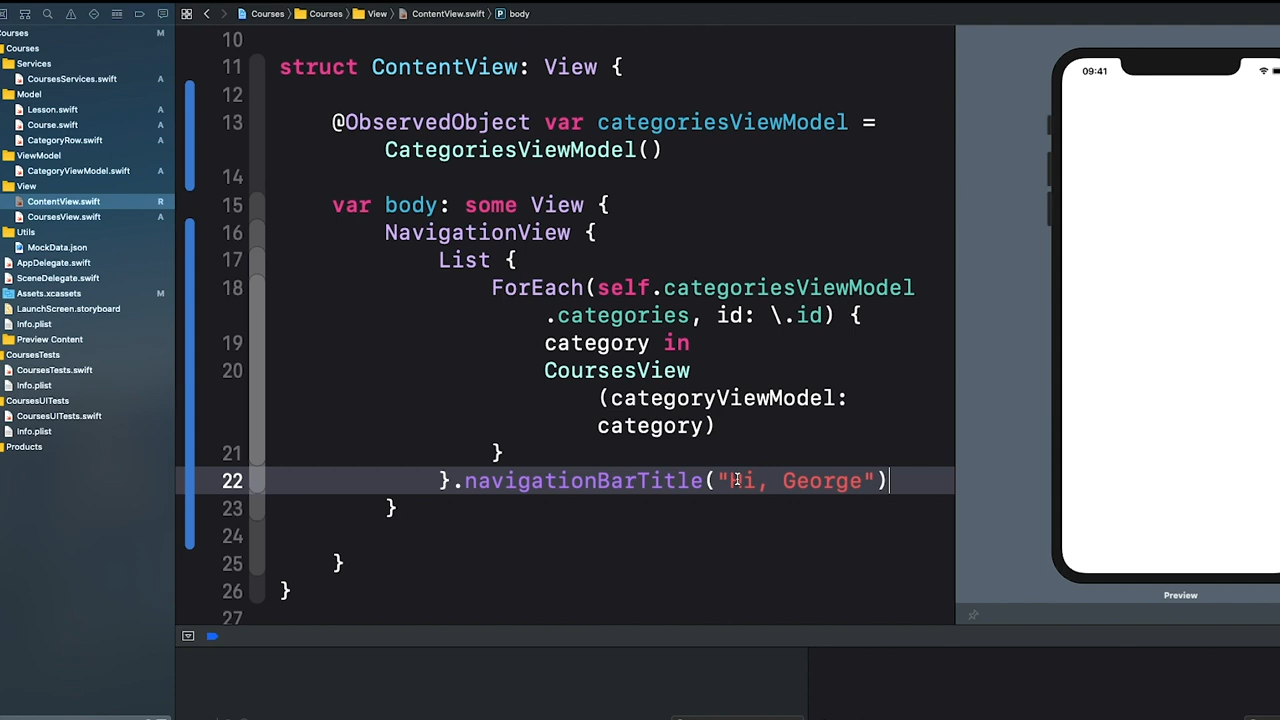 Courses
Courses
View
ContentView.swift
P body
ourses M
Courses
Services
CoursesServices.swift A
Model
Lesson.swift A
Course.swift A
CategoryRow.swift A
ViewModel
CategoryViewModel.swift A
View
ContentView.swift R
CoursesView.swift A
Utils
MockData.json A
AppDelegate.swift
SceneDelegate.swift
Assets.xcassets M
LaunchScreen.storyboard
Info.plist
Preview Content
CoursesTests
CoursesTests.swift
Info.plist
CoursesUITests
CoursesUITests.swift
Info.plist
Products
10
11 struct ContentView: View {
12
13 @ObservedObject var categoriesViewModel =
CategoriesViewModel()
14
15 var body: some View {
16 NavigationView {
17 List {
18 ForEach(self.categoriesViewModel
.categories, id: \.id) {
19 category in
20 CoursesView
(categoryViewModel:
category)
21 }
22 }.navigationBarTitle("Hi, George")
23 }
24
25 }
26 }
27
09:41
Preview